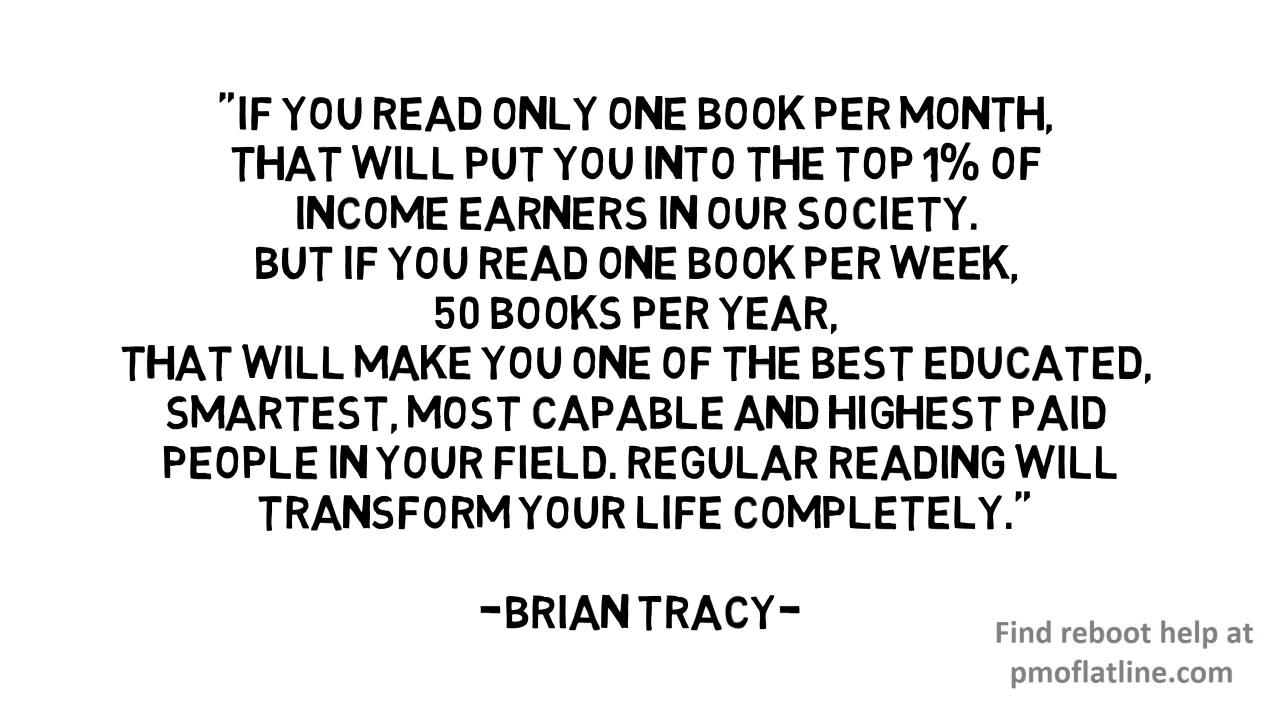 "IF YOU READ ONLY ONE BOOK PER MONTH,
THAT WILL PUT YOU INTO THE TOP 1% OF
INCOME EARNERS IN OUR SOCIETY.
BUT IF YOU READ ONE BOOK PER WEEK,
50 BOOKS PER YEAR,
THAT WILL MAKE YOU ONE OF THE BEST EDUCATED,
SMARTEST, MOST CAPABLE AND HIGHEST PAID
PEOPLE IN YOUR FIELD. REGULAR READING WILL
TRANSFORM YOUR LIFE COMPLETELY."
-BRIAN TRACY-
Find reboot help at
pmoflatline.com